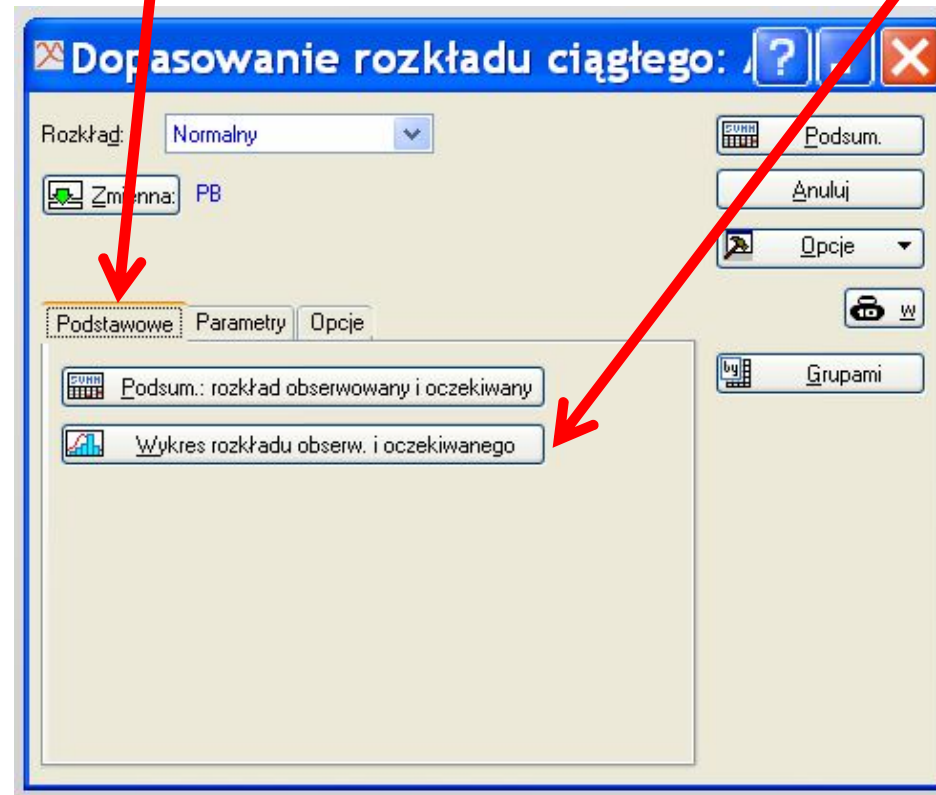 Dopasowanie rozkładu ciągłego:
Rozkład: Normalny
Podsum.
Zmienna: PB
Anuluj
Opcje
w
Podstawowe Parametry Opcje
Grupami
Podsum.: rozkład obserwowany i oczekiwany
Wykres rozkładu obserw. i oczekiwanego